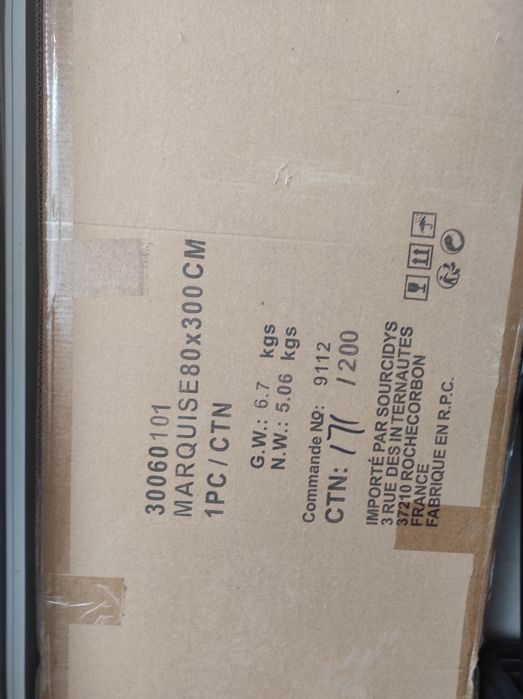 30060101
MARQUISE80x300CM
1PC/CTN
G.W.: 6.7 kgs
N.W.: 5.06 kgs
Commande No: 9112
CTN: 171 /200
IMPORTÉ PAR SOURCIDYS
3 RUE DES INTERNAUTES
37210 ROCHECORBON
FRANCE
FABRIQUE EN R.P.C.